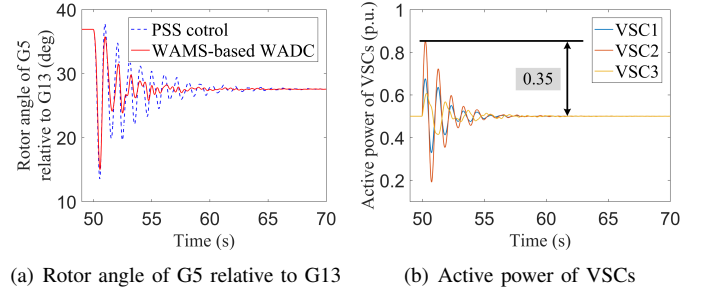 40
30
20
10
50
55
60
65
70
Time (s)
Rotor angle of G5
relative to G13 (deg)
PSS cotrol
WAMS-based WADC
(a) Rotor angle of G5 relative to G13
1
0.8
0.6
0.4
0.2
0
50
55
60
65
70
Time (s)
Active power of VSCs (p.u.)
VSC1
VSC2
VSC3
0.35
(b) Active power of VSCs